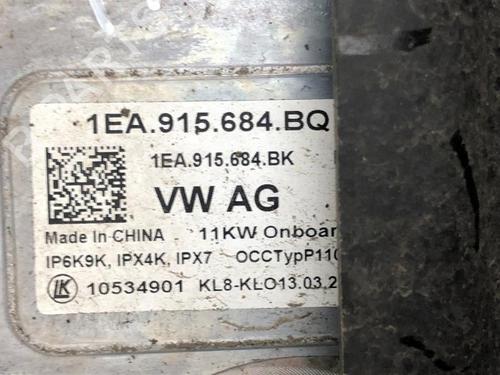 1EA.915.684.BQ
1EA.915.684.BK
VW AG
Made In CHINA 11KW Onboar
IP6K9K, IPX4K, IPX7 OCCTypP110
LK 10534901 KL8-KLO13.03.2